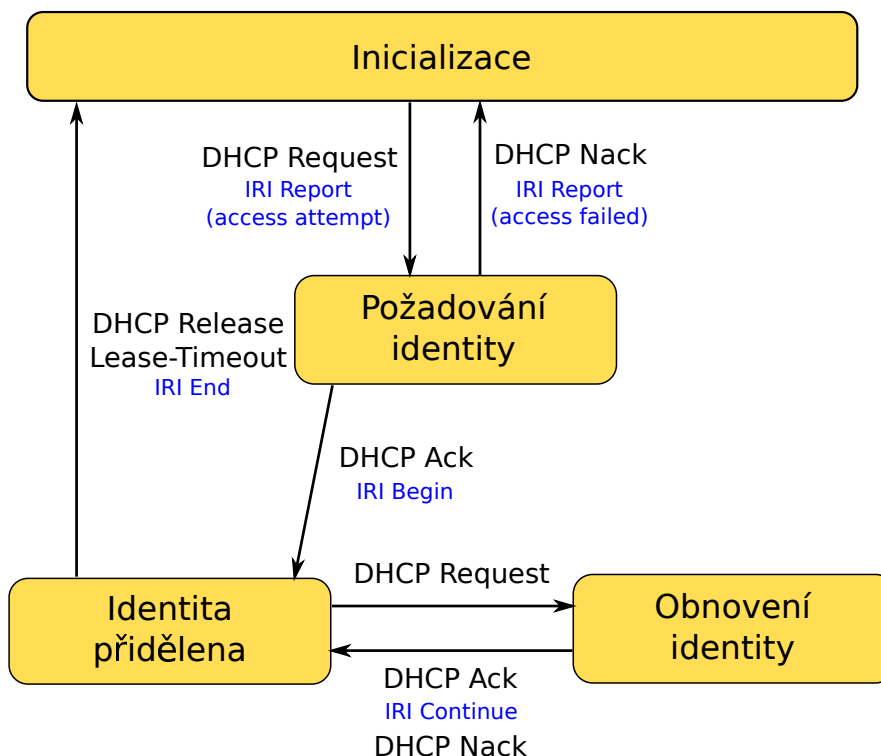 Inicializace
DHCP Request
IRI Report
(access attempt)
DHCP Nack
IRI Report
(access failed)
Požadování
identity
DHCP Release
Lease-Timeout
IRI End
DHCP Ack
IRI Begin
Identita
přidělena
DHCP Request
Obnovení
identity
DHCP Ack
IRI Continue
DHCP Nack